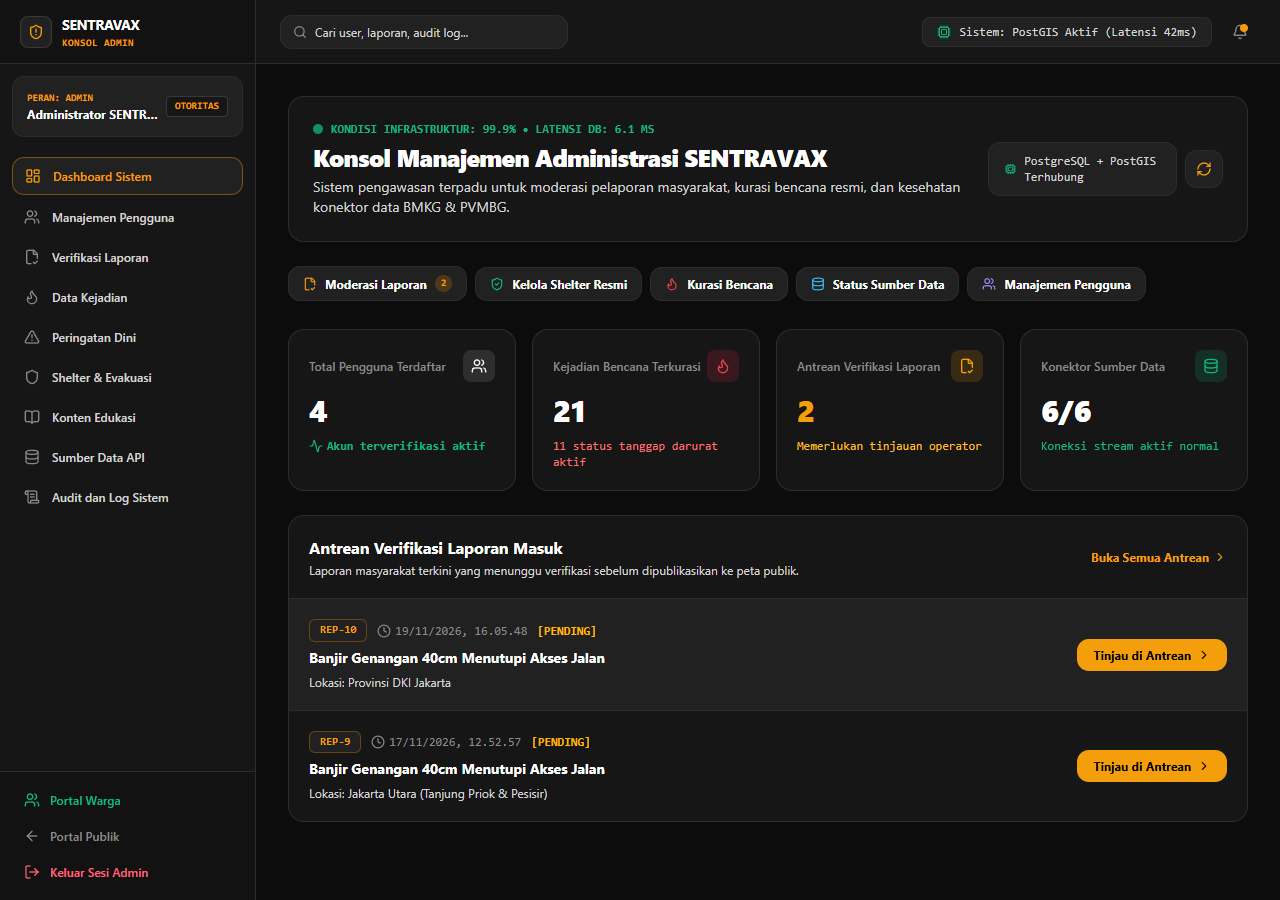 SENTRAVAX
KONSOL ADMIN
Cari user, laporan, audit log...
Sistem: PostGIS Aktif (Latensi 42ms)
PERAN: ADMIN
Administrator SENTR...
OTORITAS
Dashboard Sistem
Manajemen Pengguna
Verifikasi Laporan
Data Kejadian
Peringatan Dini
Shelter & Evakuasi
Konten Edukasi
Sumber Data API
Audit dan Log Sistem
Portal Warga
Portal Publik
Keluar Sesi Admin
KONDISI INFRASTRUKTUR: 99.9% • LATENSI DB: 6.1 MS
Konsol Manajemen Administrasi SENTRAVAX
Sistem pengawasan terpadu untuk moderasi pelaporan masyarakat, kurasi bencana resmi, dan kesehatan
konektor data BMKG & PVMBG.
PostgreSQL + PostGIS
Terhubung
Moderasi Laporan 2
Kelola Shelter Resmi
Kurasi Bencana
Status Sumber Data
Manajemen Pengguna
Total Pengguna Terdaftar
4
Akun terverifikasi aktif
Kejadian Bencana Terkurasi
21
11 status tanggap darurat
aktif
Antrean Verifikasi Laporan
2
Memerlukan tinjauan operator
Konektor Sumber Data
6/6
Koneksi stream aktif normal
Antrean Verifikasi Laporan Masuk
Laporan masyarakat terkini yang menunggu verifikasi sebelum dipublikasikan ke peta publik.
Buka Semua Antrean
REP-10 19/11/2026, 16.05.48 [PENDING]
Banjir Genangan 40cm Menutupi Akses Jalan
Lokasi: Provinsi DKI Jakarta
Tinjau di Antrean
REP-9 17/11/2026, 12.52.57 [PENDING]
Banjir Genangan 40cm Menutupi Akses Jalan
Lokasi: Jakarta Utara (Tanjung Priok & Pesisir)
Tinjau di Antrean